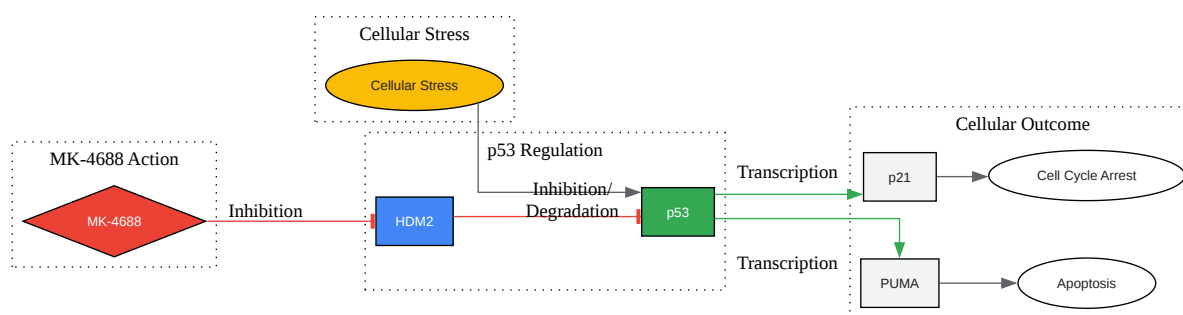 Cellular Stress
Cellular Stress
MK-4688 Action
MK-4688
Inhibition
p53 Regulation
HDM2
Inhibition/
Degradation
p53
Transcription
Transcription
Cellular Outcome
p21
Cell Cycle Arrest
PUMA
Apoptosis